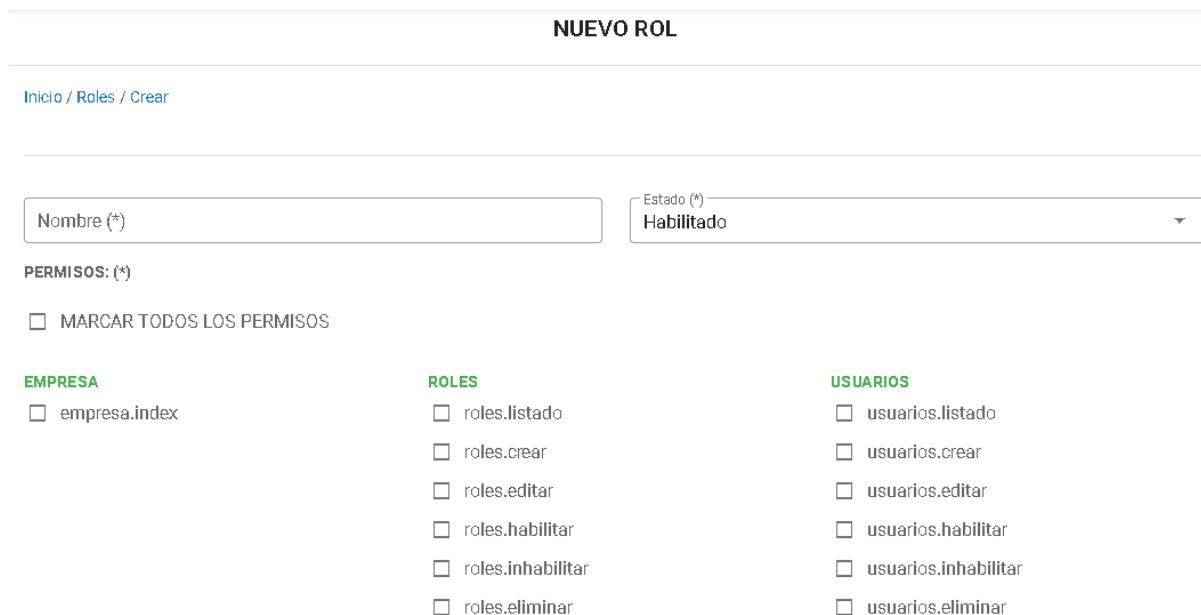 NUEVO ROL
Inicio / Roles / Crear
Nombre (*)
Estado (*)
Habilitado
PERMISOS: (*)
MARCAR TODOS LOS PERMISOS
EMPRESA
empresa.index
ROLES
roles.listado
roles.crear
roles.editar
roles.habilitar
roles.inhabilitar
roles.eliminar
USUARIOS
usuarios.listado
usuarios.crear
usuarios.editar
usuarios.habilitar
usuarios.inhabilitar
usuarios.eliminar